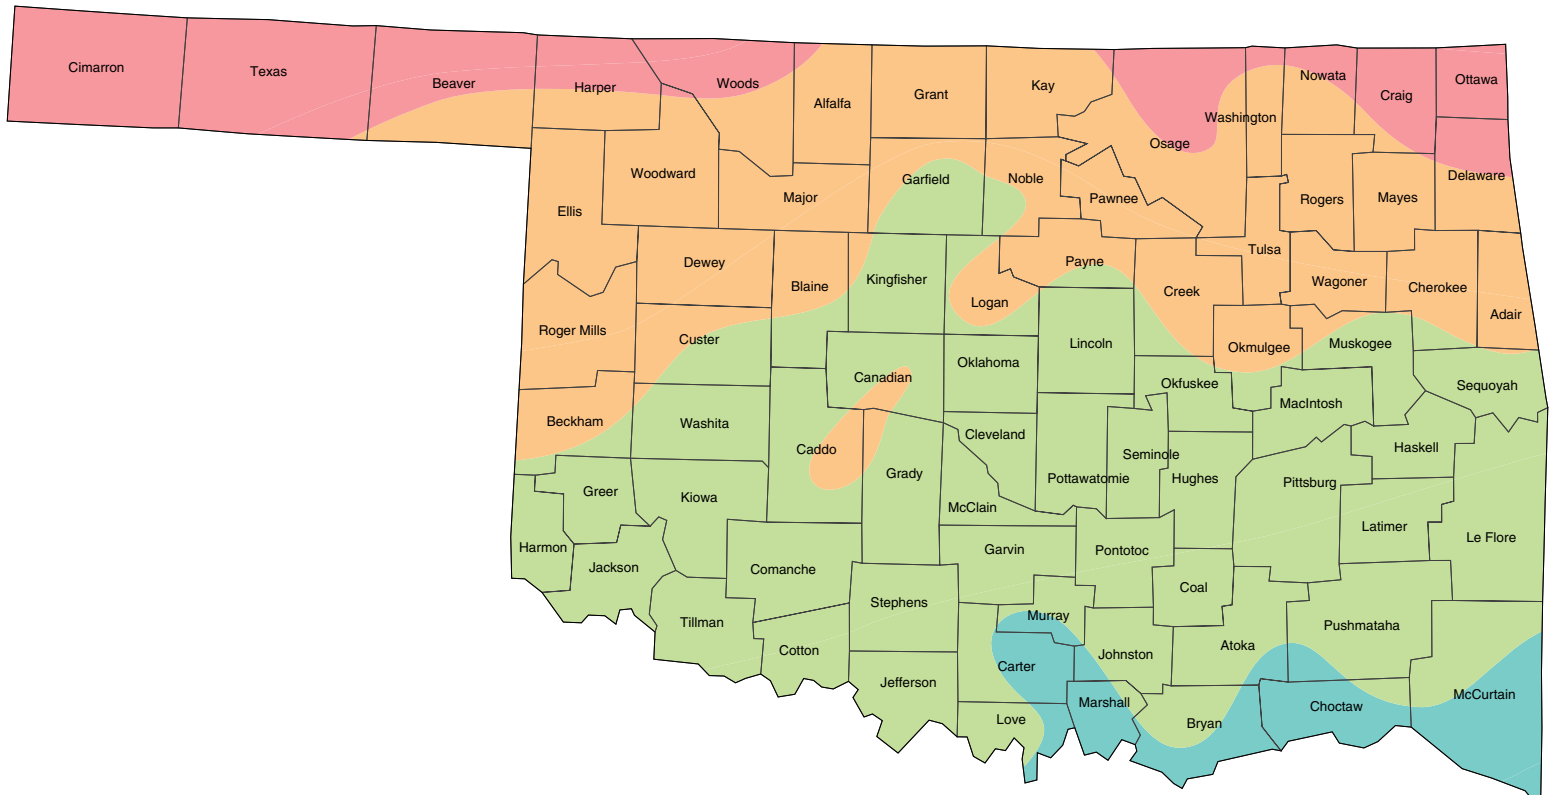 Cimarron
Texas
Beaver
Harper
Woods
Alfalfa
Grant
Kay
Osage
Washington
Nowata
Craig
Ottawa
Delaware
Ellis
Woodward
Major
Garfield
Noble
Pawnee
Rogers
Mayes
Roger Mills
Dewey
Blaine
Kingfisher
Logan
Payne
Creek
Tulsa
Wagoner
Cherokee
Adair
Custer
Canadian
Oklahoma
Lincoln
Okfuskee
Okmulgee
Muskogee
Sequoyah
Beckham
Washita
Caddo
Grady
Cleveland
McClain
Pottawatomie
Seminole
Hughes
MacIntosh
Pittsburg
Haskell
Latimer
Le Flore
Harmon
Greer
Kiowa
Jackson
Tillman
Comanche
Cotton
Stephens
Jefferson
Garvin
Pontotoc
Coal
Murray
Carter
Johnston
Atoka
Pushmataha
Love
Marshall
Bryan
Choctaw
McCurtain